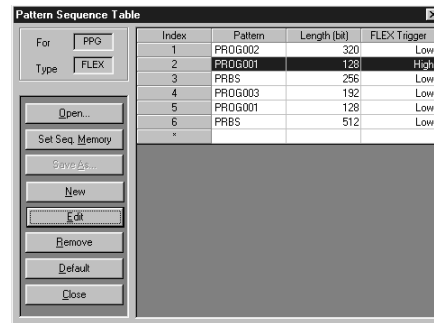 Pattern Sequence Table
For PPG
Type FLEX
Open...
Set Seq. Memory
Save As...
New
Edit
Remove
Default
Close
Index Pattern Length (bit) FLEX Trigger
1 PROG002 320 Low
2 PROG001 128 High
3 PRBS 256 Low
4 PROG003 192 Low
5 PROG001 128 Low
6 PRBS 512 Low
*